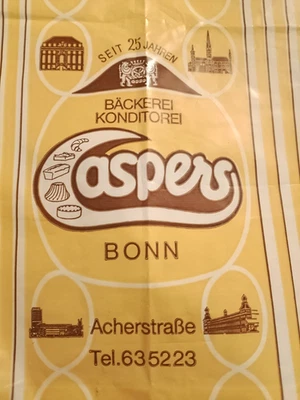 SEIT 25 JAHREN
BÄCKEREI
KONDITOREI
Caspers
BONN
Acherstraße
Tel.635223